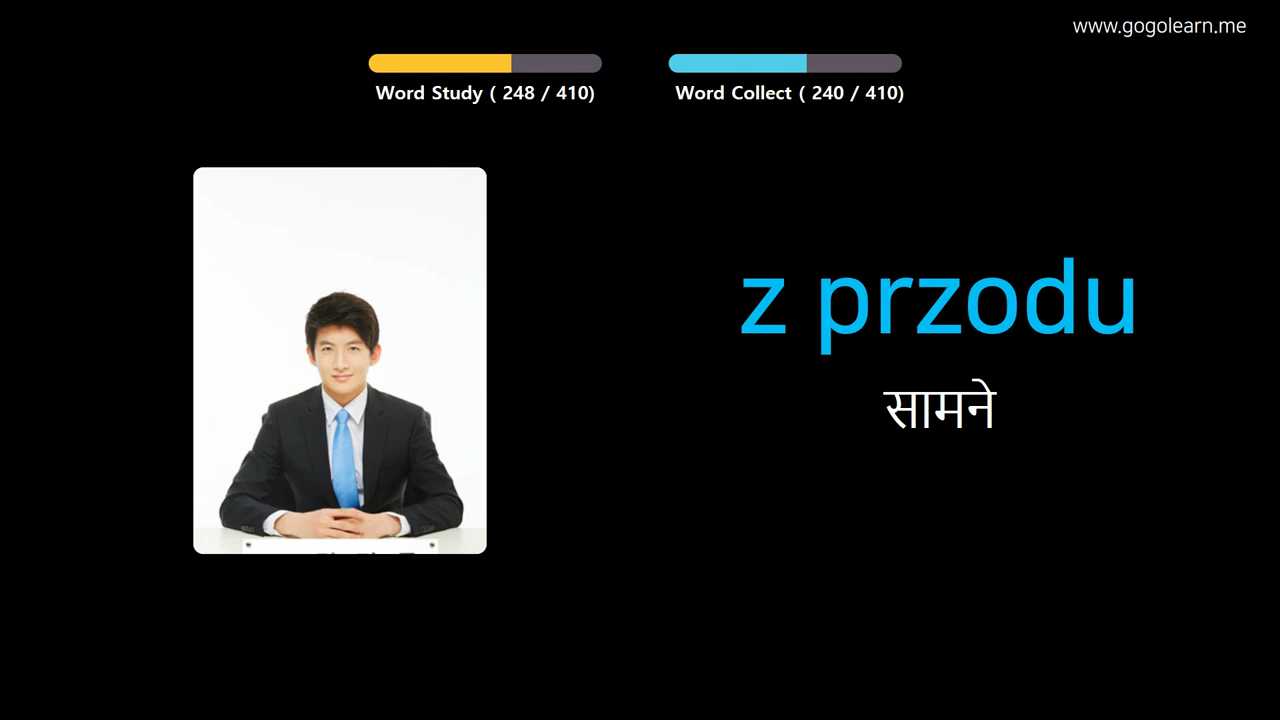 www.gogolearn.me
Word Study ( 248 / 410)
Word Collect ( 240 / 410)
z przodu
सामने